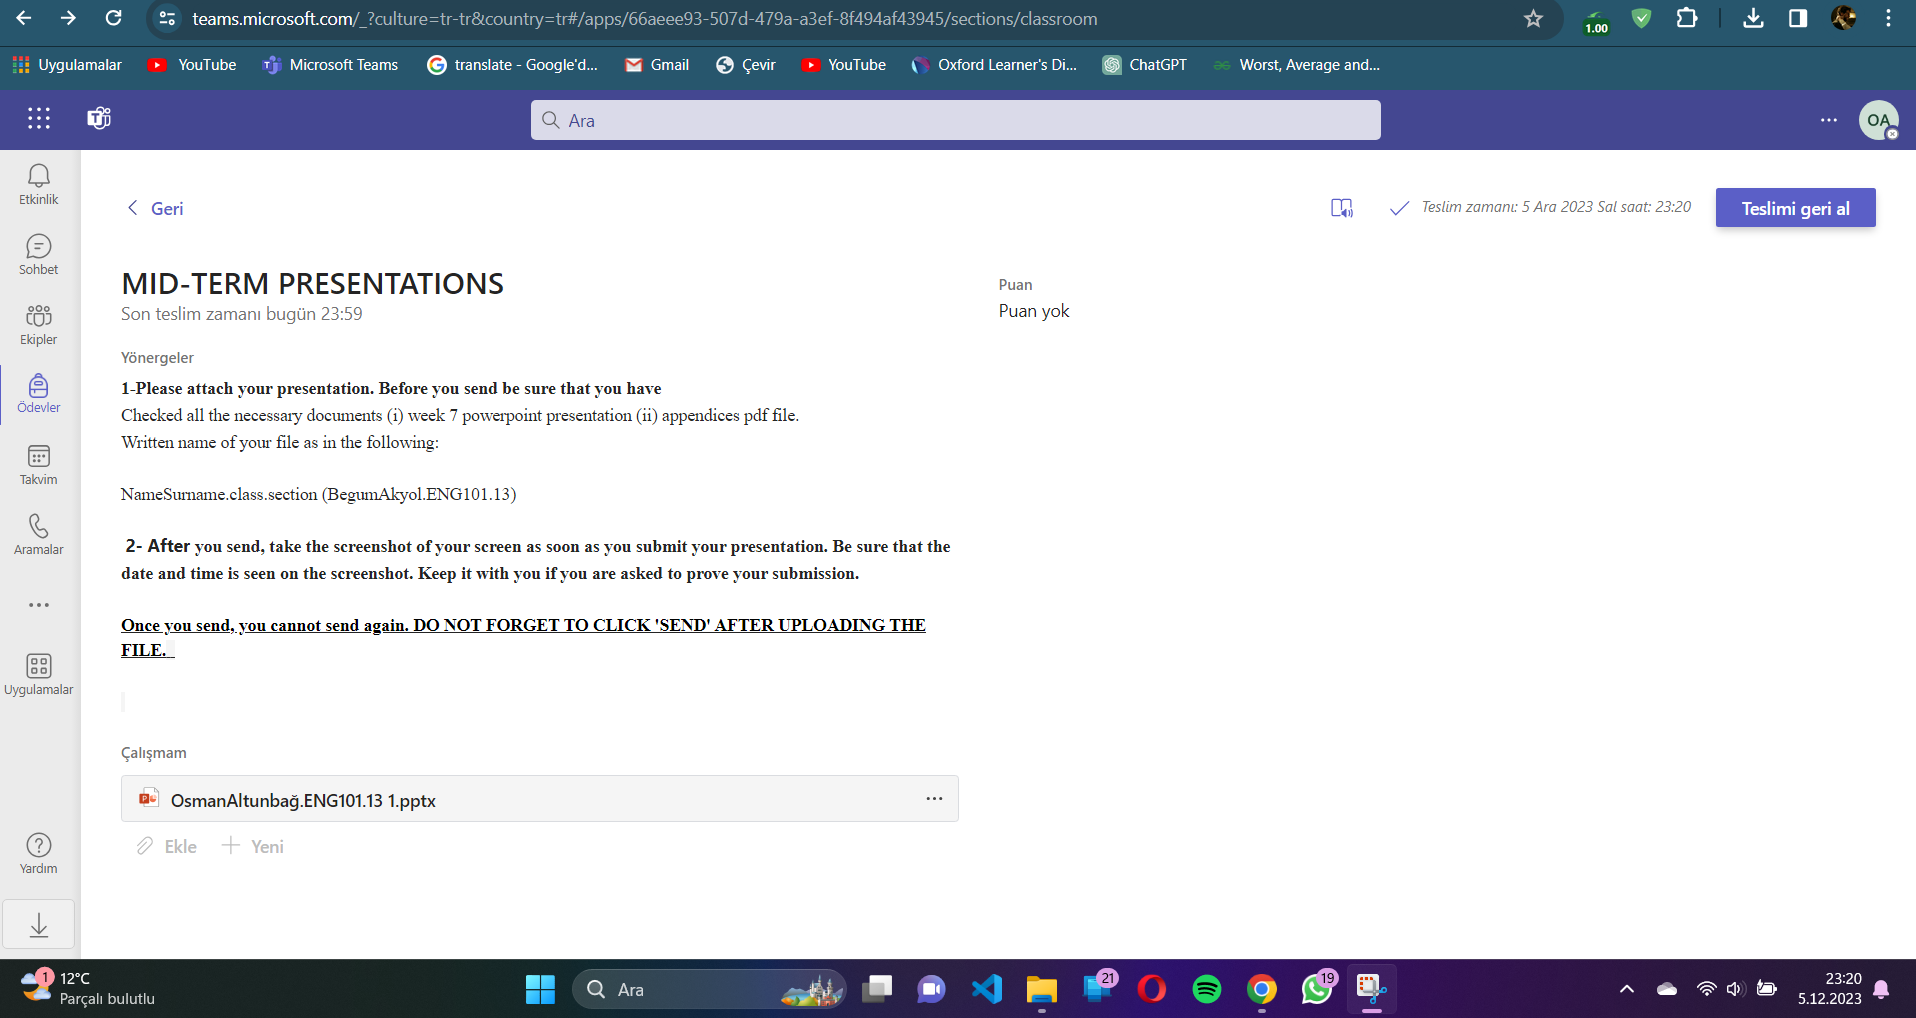 teams.microsoft.com/_?culture=tr-tr&country=tr#/apps/66aeee93-507d-479a-a3ef-8f494af43945/sections/classroom
1.00
Uygulamalar YouTube Microsoft Teams translate - Google'd... Gmail Çevir YouTube Oxford Learner's Di... ChatGPT Worst, Average and...
Ara
OA
Etkinlik
Sohbet
Ekipler
Ödevler
Takvim
Aramalar
Uygulamalar
Yardım
Geri
Teslim zamanı: 5 Ara 2023 Sal saat: 23:20
Teslimi geri al
MID-TERM PRESENTATIONS
Son teslim zamanı bugün 23:59
Puan
Puan yok
Yönergeler
1-Please attach your presentation. Before you send be sure that you have
Checked all the necessary documents (i) week 7 powerpoint presentation (ii) appendices pdf file.
Written name of your file as in the following:
NameSurname.class.section (BegumAkyol.ENG101.13)
2- After you send, take the screenshot of your screen as soon as you submit your presentation. Be sure that the
date and time is seen on the screenshot. Keep it with you if you are asked to prove your submission.
Once you send, you cannot send again. DO NOT FORGET TO CLICK 'SEND' AFTER UPLOADING THE
FILE.
Çalışmam
OsmanAltunbağ.ENG101.13 1.pptx
Ekle Yeni
1
12°C
Parçalı bulutlu
Ara
21
19
23:20
5.12.2023